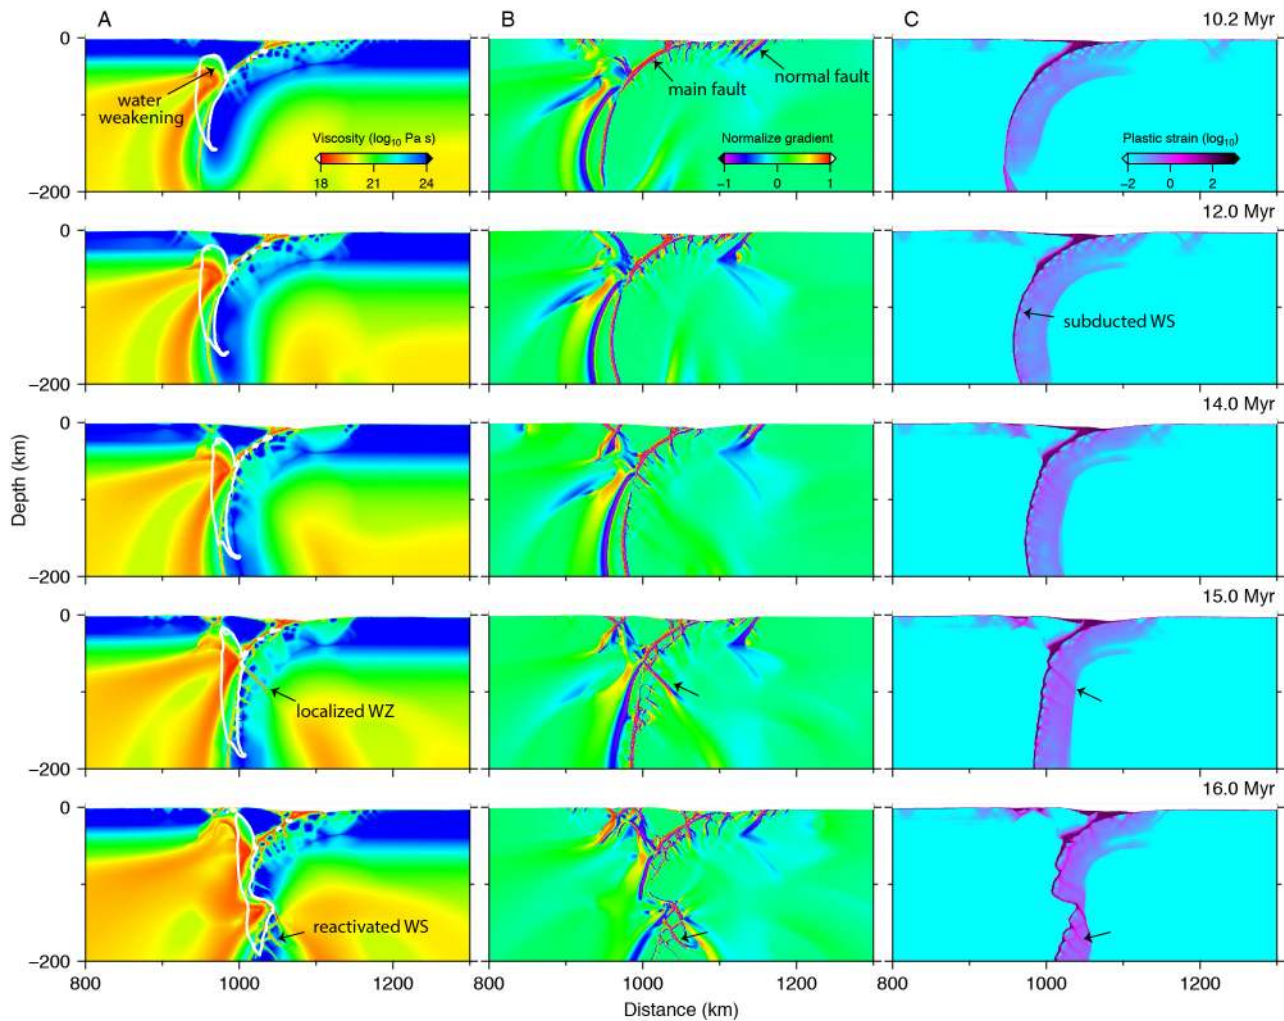 A
B
C
10.2 Myr
0
−200
water
weakening
Viscosity (log₁₀ Pa s)
18 21 24
main fault
normal fault
Normalize gradient
−1 0 1
Plastic strain (log₁₀)
−2 0 2
12.0 Myr
0
−200
subducted WS
14.0 Myr
0
−200
Depth (km)
15.0 Myr
0
−200
localized WZ
16.0 Myr
0
−200
reactivated WS
800 1000 1200 800 1000 1200 800 1000 1200
Distance (km)